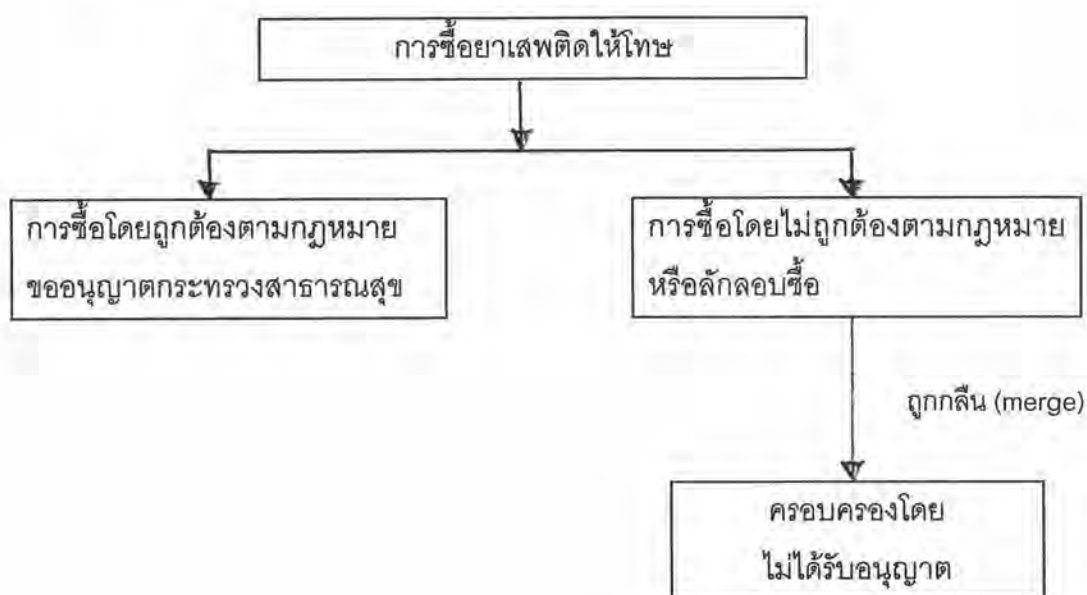 การซื้อยาเสพติดให้โทษ
การซื้อโดยถูกต้องตามกฎหมาย
ขออนุญาตกระทรวงสาธารณสุข
การซื้อโดยไม่ถูกต้องตามกฎหมาย
หรือลักลอบซื้อ
ถูกกลืน (merge)
ครอบครองโดย
ไม่ได้รับอนุญาต